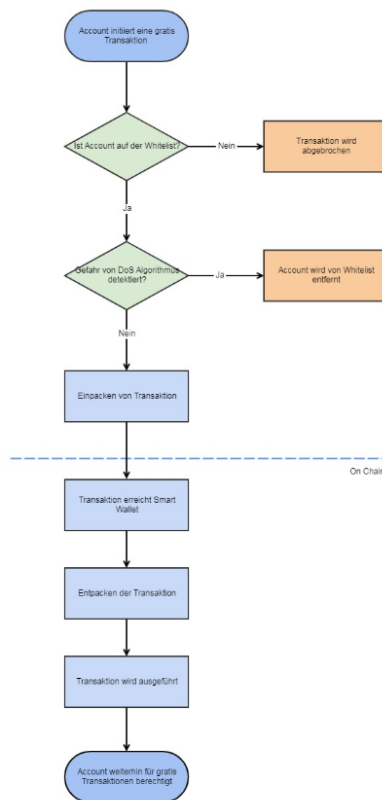 Account initiiert eine gratis
Transaktion
Ist Account auf der Whitelist?
Nein
Transaktion wird
abgebrochen
Ja
Gefahr von DoS Algorithmus
detektiert?
Ja
Account wird von Whitelist
entfernt
Nein
Einpacken von Transaktion
On Chain
Transaktion erreicht Smart
Wallet
Entpacken der Transaktion
Transaktion wird ausgeführt
Account weiterhin für gratis
Transaktionen berechtigt